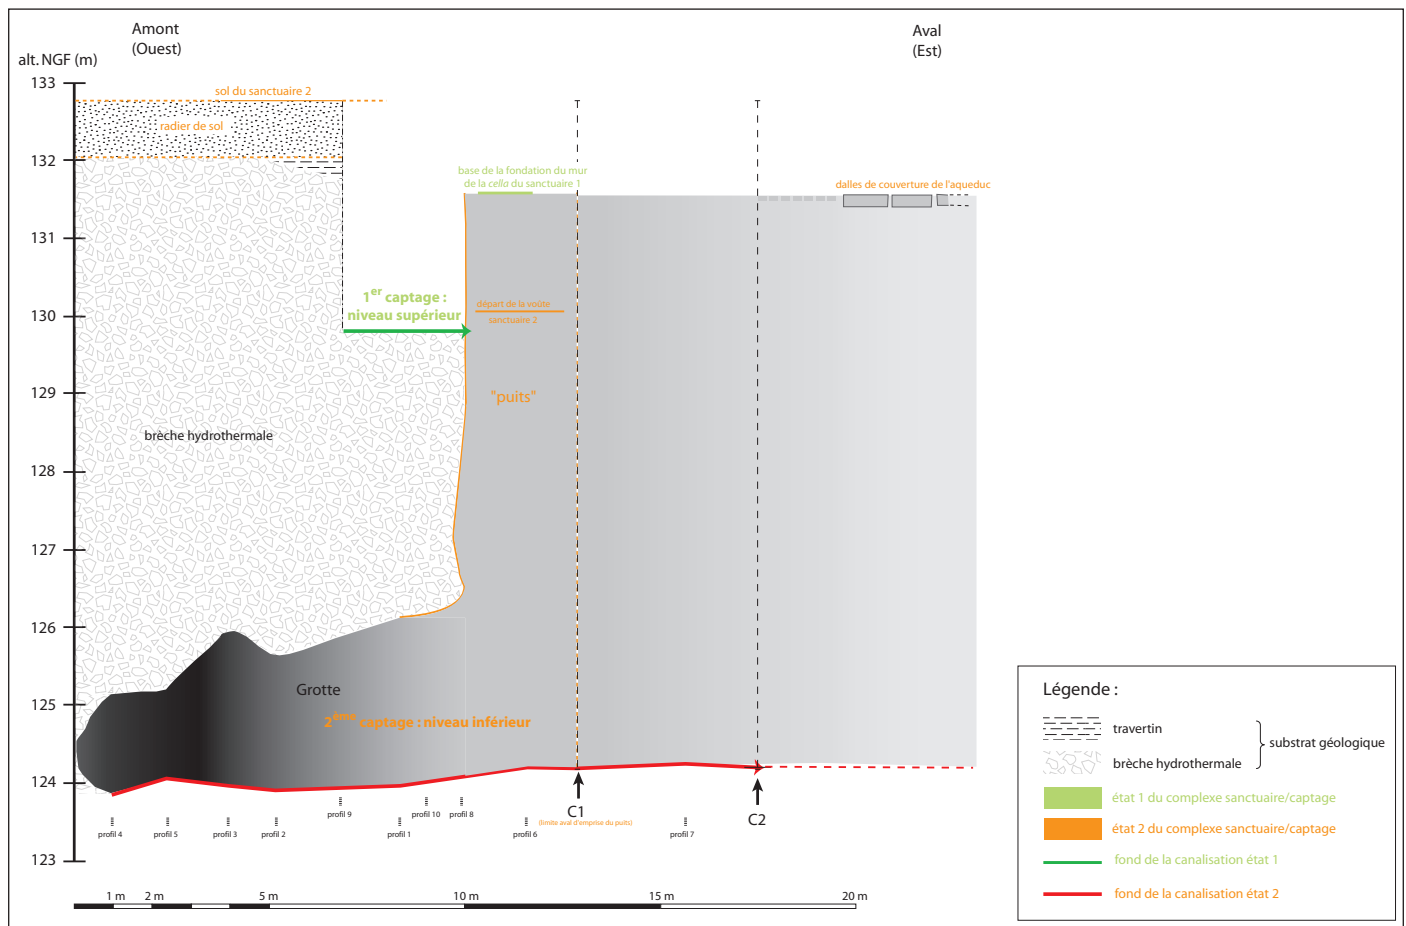 Amont
(Ouest)
Aval
(Est)
alt. NGF (m)
133
132
131
130
129
128
127
126
125
124
123
sol du sanctuaire 2
radier de sol
base de la fondation du mur
de la cella du sanctuaire 1
dalles de couverture de l'aqueduc
1er captage :
niveau supérieur
départ de la voûte
sanctuaire 2
"puits"
brèche hydrothermale
Grotte
2ème captage : niveau inférieur
profil 4
profil 5
profil 3
profil 2
profil 9
profil 1
profil 10
profil 8
profil 6
C1
(limite aval d'emprise du puits)
profil 7
C2
1 m
2 m
5 m
10 m
15 m
20 m
Légende :
travertin
brèche hydrothermale
substrat géologique
état 1 du complexe sanctuaire/captage
état 2 du complexe sanctuaire/captage
fond de la canalisation état 1
fond de la canalisation état 2